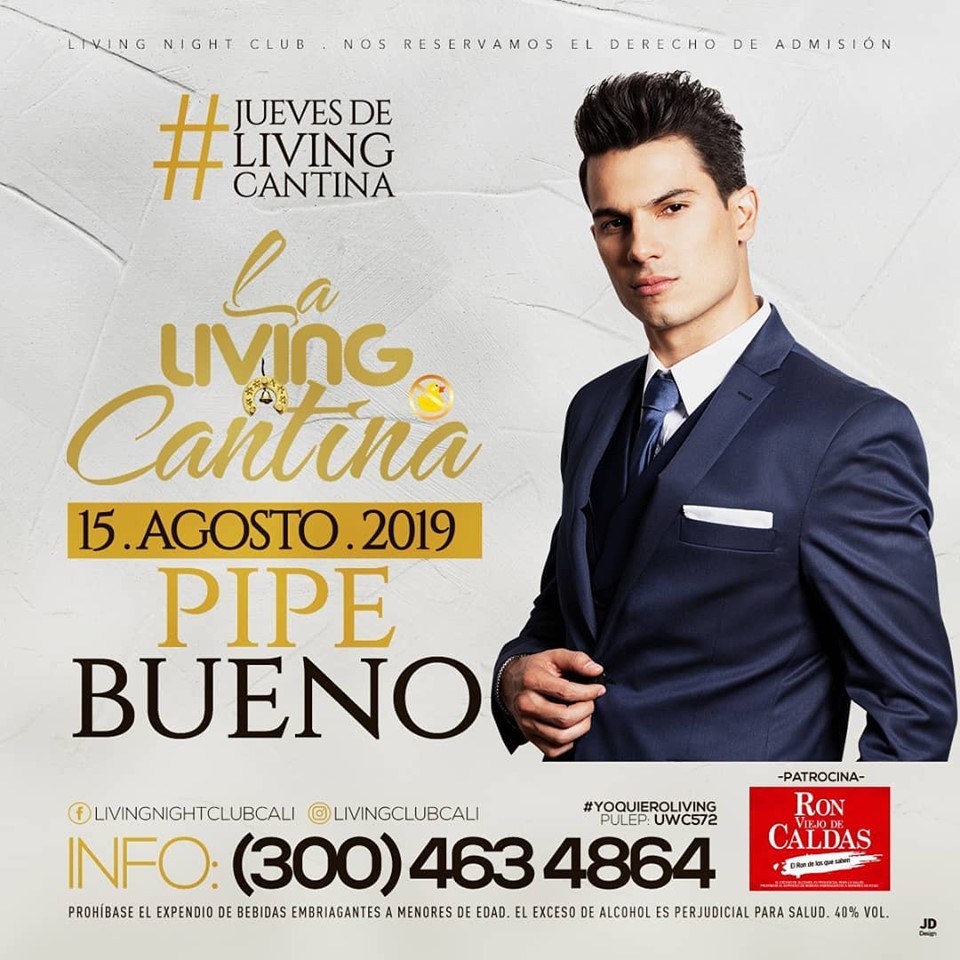 LIVING NIGHT CLUB . NOS RESERVAMOS EL DERECHO DE ADMISIÓN
#JUEVES DE
LIVING
CANTINA
La
LIVING
Cantina
15 . AGOSTO . 2019
PIPE
BUENO
-PATROCINA-
RON
VIEJO DE
CALDAS
El Ron de los que saben
LIVINGNIGHTCLUBCALI LIVINGCLUBCALI
#YOQUIEROLIVING
PULEP: UWC572
INFO: (300) 463 4864
PROHÍBASE EL EXPENDIO DE BEBIDAS EMBRIAGANTES A MENORES DE EDAD. EL EXCESO DE ALCOHOL ES PERJUDICIAL PARA SALUD. 40% VOL.
JD
Design